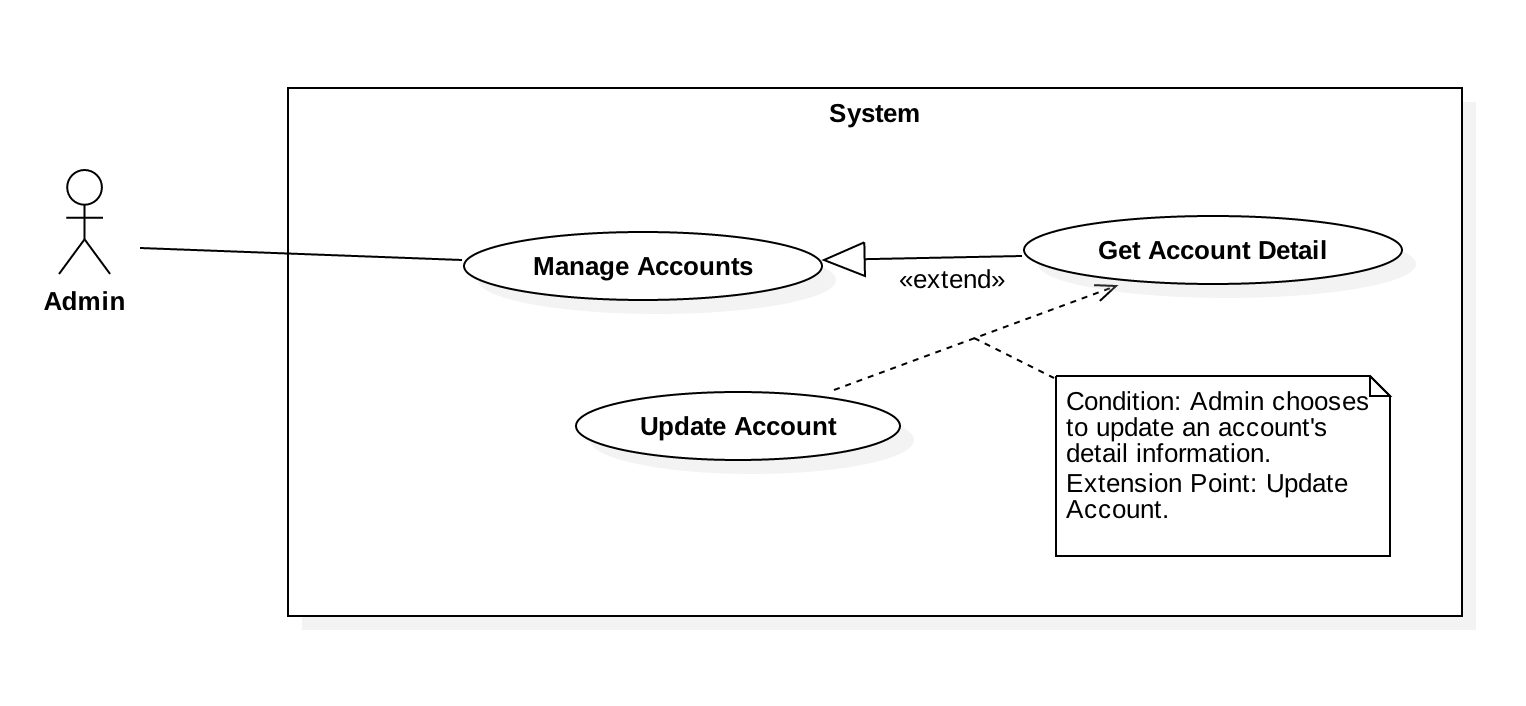 System
Admin
Manage Accounts
Get Account Detail
«extend»
Update Account
Condition: Admin chooses
to update an account's
detail information.
Extension Point: Update
Account.